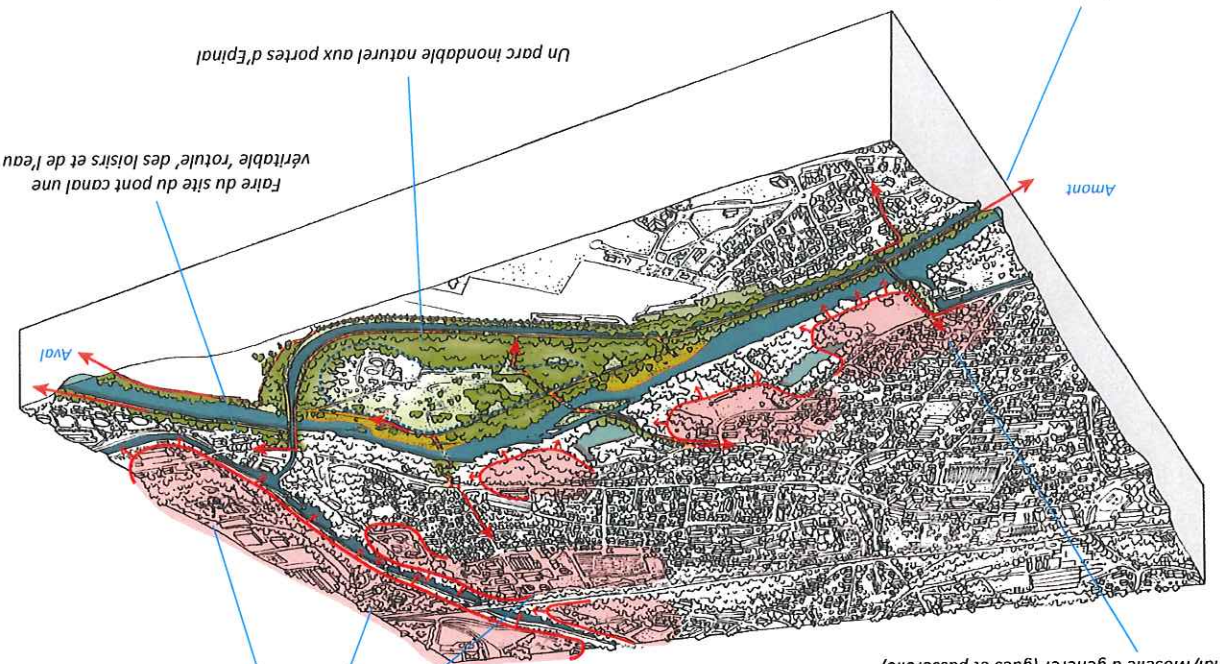 /Moselle à générer (gués et passerelle)
Aval
Amont
Faire du site du pont canal une
véritable 'rotule' des loisirs et de l'eau
Un parc inondable naturel aux portes d'Epinal